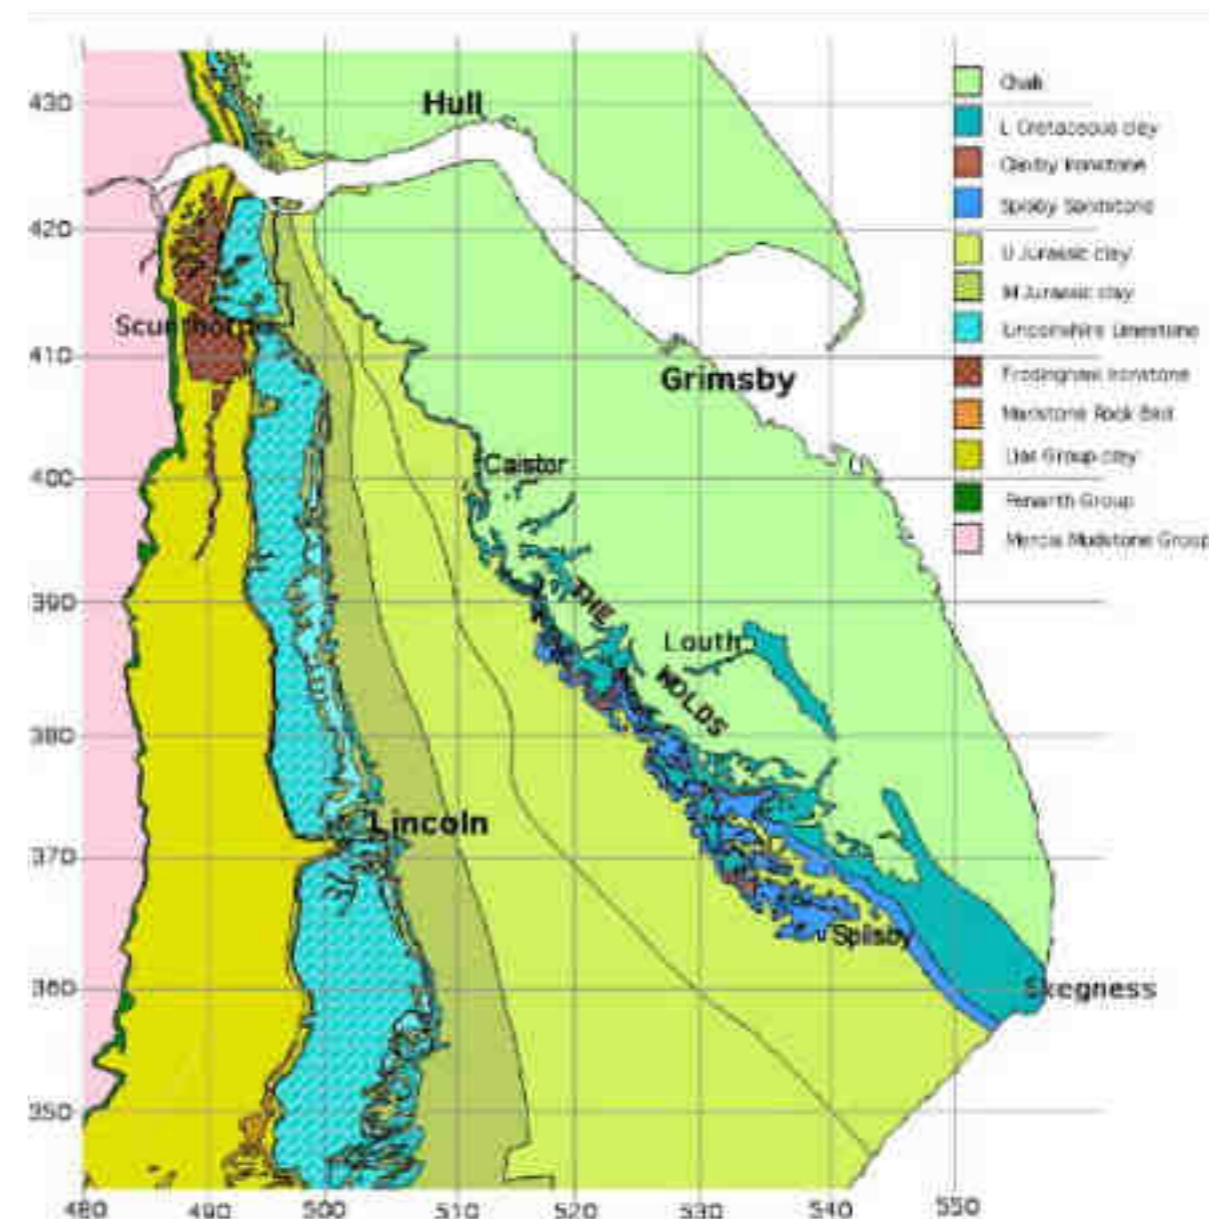 430
420
410
400
390
380
370
360
350
480
490
500
510
520
530
540
550
Hull
Scunthorpe
Grimsby
Caistor
THE
WOLDS
Louth
Lincoln
Spilsby
Skegness
Chalk
L Cretaceous clay
Claxby Ironstone
Spilsby Sandstone
U Jurassic clay
M Jurassic clay
Lincolnshire Limestone
Frodingham Ironstone
Marlstone Rock Bed
Lias Group clay
Penarth Group
Mercia Mudstone Group